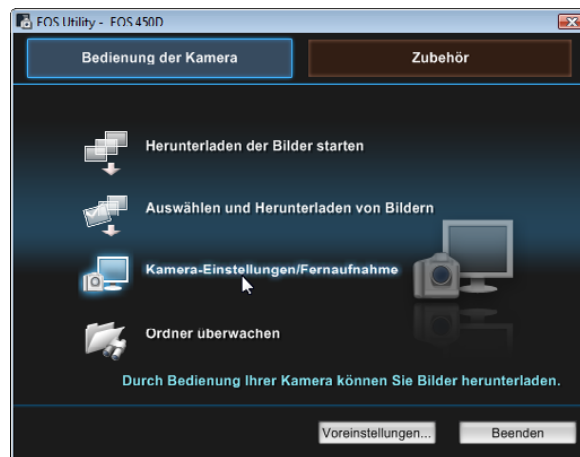 EOS Utility - EOS 450D
Bedienung der Kamera
Zubehör
Herunterladen der Bilder starten
Auswählen und Herunterladen von Bildern
Kamera-Einstellungen/Fernaufnahme
Ordner überwachen
Durch Bedienung Ihrer Kamera können Sie Bilder herunterladen.
Voreinstellungen...
Beenden